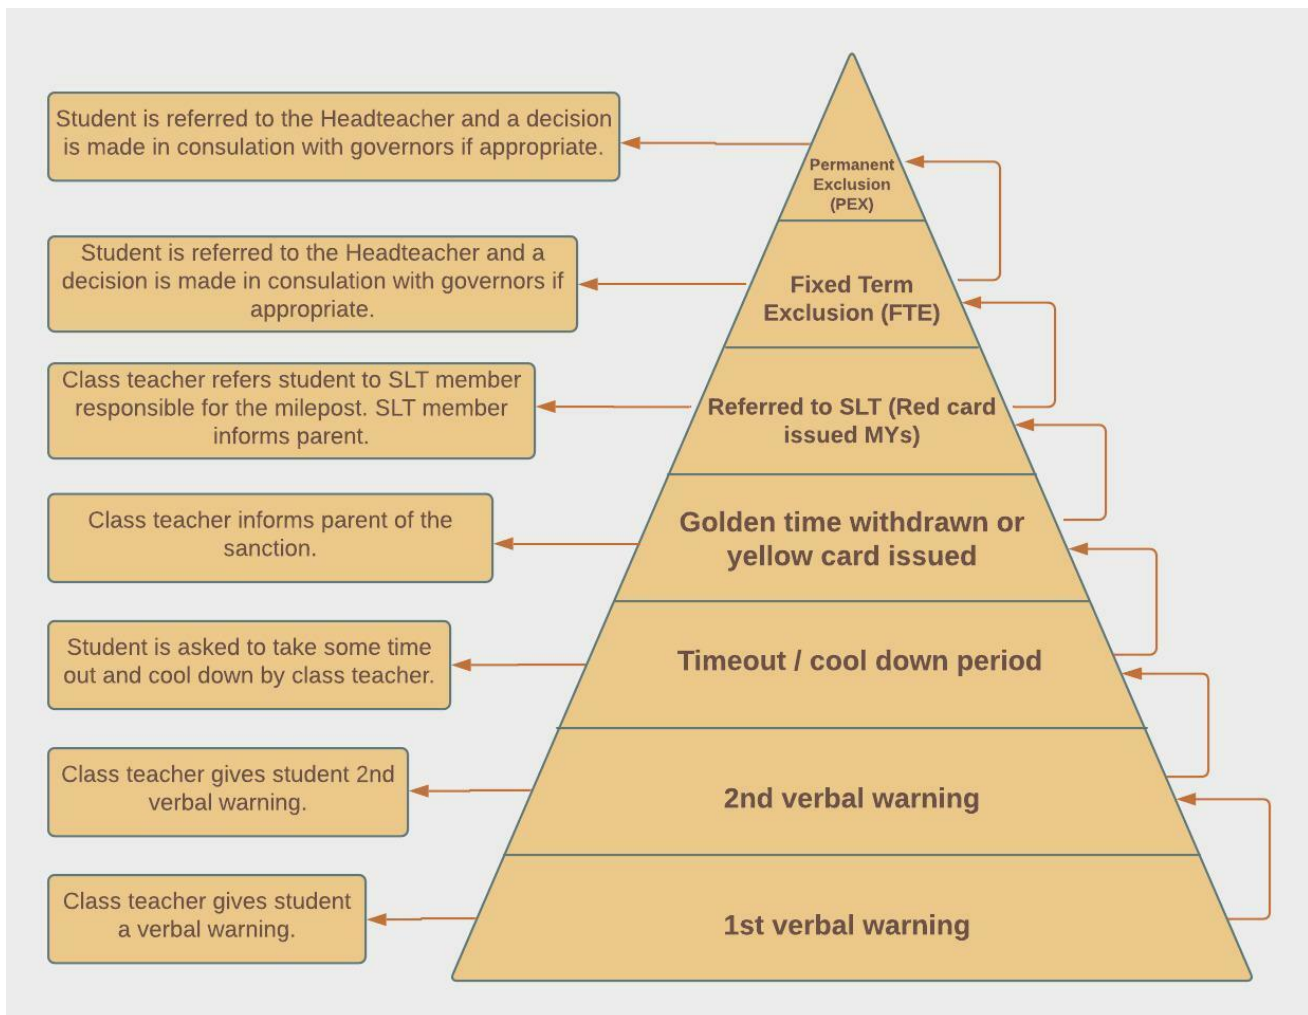 Student is referred to the Headteacher and a decision
is made in consulation with governors if appropriate.
Permanent
Exclusion
(PEX)
Student is referred to the Headteacher and a
decision is made in consulation with governors if
appropriate.
Fixed Term
Exclusion (FTE)
Class teacher refers student to SLT member
responsible for the milepost. SLT member
informs parent.
Referred to SLT (Red card
issued MYs)
Class teacher informs parent of the
sanction.
Golden time withdrawn or
yellow card issued
Student is asked to take some time
out and cool down by class teacher.
Timeout / cool down period
Class teacher gives student 2nd
verbal warning.
2nd verbal warning
Class teacher gives student
a verbal warning.
1st verbal warning